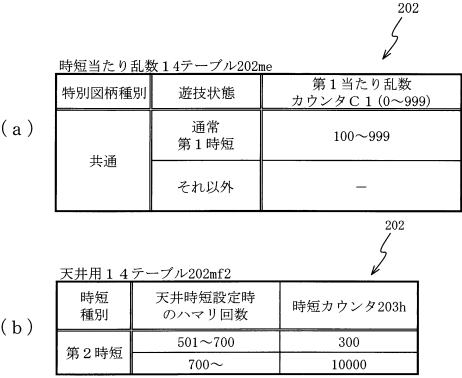 202
時短当たり乱数14テーブル202me
特別図柄種別
遊技状態
第1当たり乱数
カウンタC1(0～999)
(a)
共通
通常
第1時短
100～999
それ以外
－
202
天井用14テーブル202mf2
時短
種別
天井時短設定時
のハマリ回数
時短カウンタ203h
(b)
第2時短
501～700
300
700～
10000